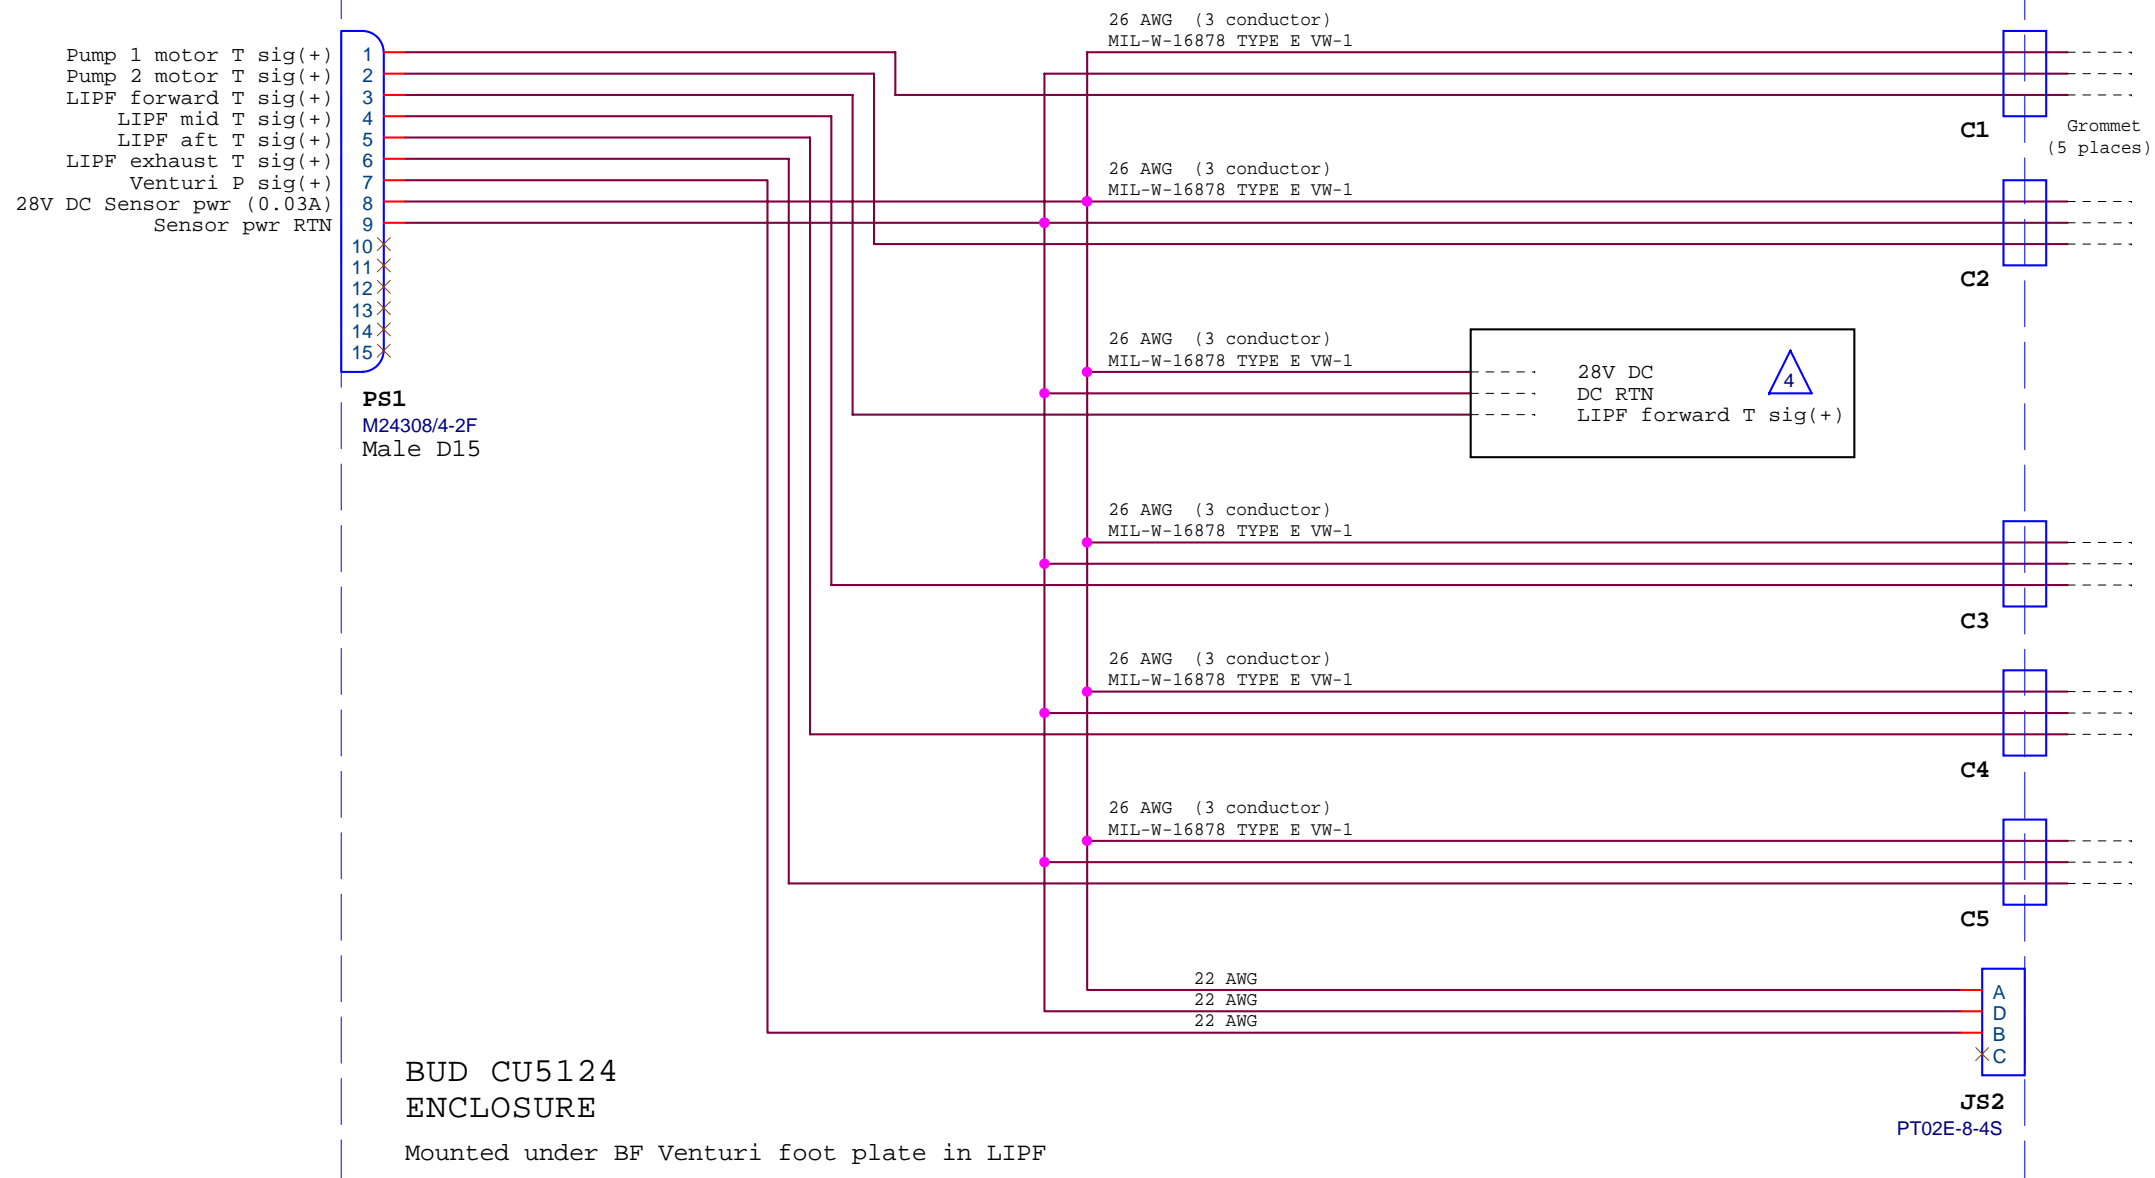 Pump 1 motor T sig(+) 1
Pump 2 motor T sig(+) 2
LIPF forward T sig(+) 3
LIPF mid T sig(+) 4
LIPF aft T sig(+) 5
LIPF exhaust T sig(+) 6
Venturi P sig(+) 7
28V DC Sensor pwr (0.03A) 8
Sensor pwr RTN 9
10
11
12
13
14
15
PS1
M24308/4-2F
Male D15
26 AWG (3 conductor)
MIL-W-16878 TYPE E VW-1
C1
Grommet
(5 places)
26 AWG (3 conductor)
MIL-W-16878 TYPE E VW-1
C2
26 AWG (3 conductor)
MIL-W-16878 TYPE E VW-1
28V DC
DC RTN
LIPF forward T sig(+)
4
26 AWG (3 conductor)
MIL-W-16878 TYPE E VW-1
C3
26 AWG (3 conductor)
MIL-W-16878 TYPE E VW-1
C4
26 AWG (3 conductor)
MIL-W-16878 TYPE E VW-1
C5
22 AWG
22 AWG
22 AWG
A
D
B
C
JS2
PT02E-8-4S
BUD CU5124
ENCLOSURE
Mounted under BF Venturi foot plate in LIPF